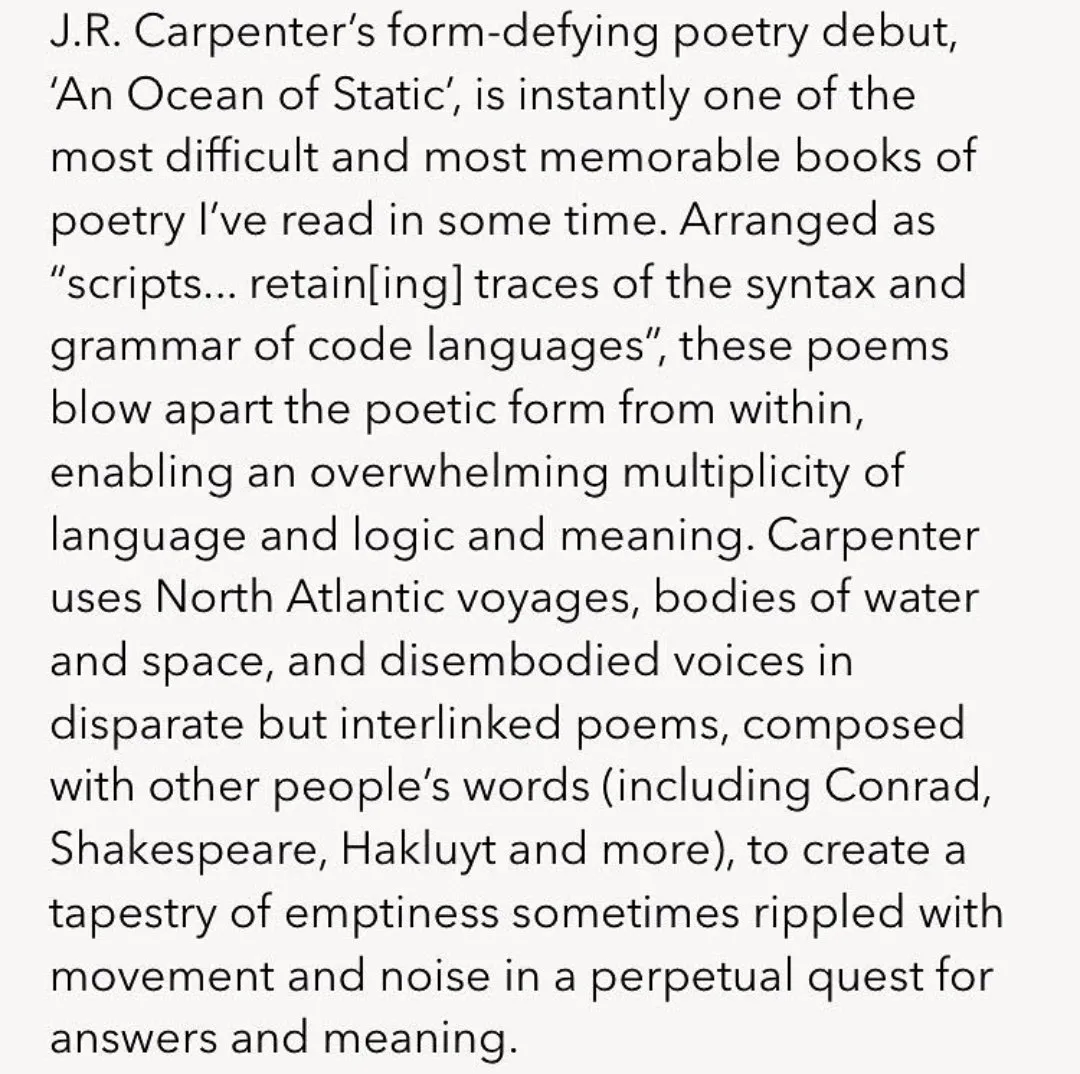 J.R. Carpenter’s form-defying poetry debut,
‘An Ocean of Static’, is instantly one of the
most difficult and most memorable books of
poetry I’ve read in some time. Arranged as
“scripts... retain[ing] traces of the syntax and
grammar of code languages”, these poems
blow apart the poetic form from within,
enabling an overwhelming multiplicity of
language and logic and meaning. Carpenter
uses North Atlantic voyages, bodies of water
and space, and disembodied voices in
disparate but interlinked poems, composed
with other people’s words (including Conrad,
Shakespeare, Hakluyt and more), to create a
tapestry of emptiness sometimes rippled with
movement and noise in a perpetual quest for
answers and meaning.